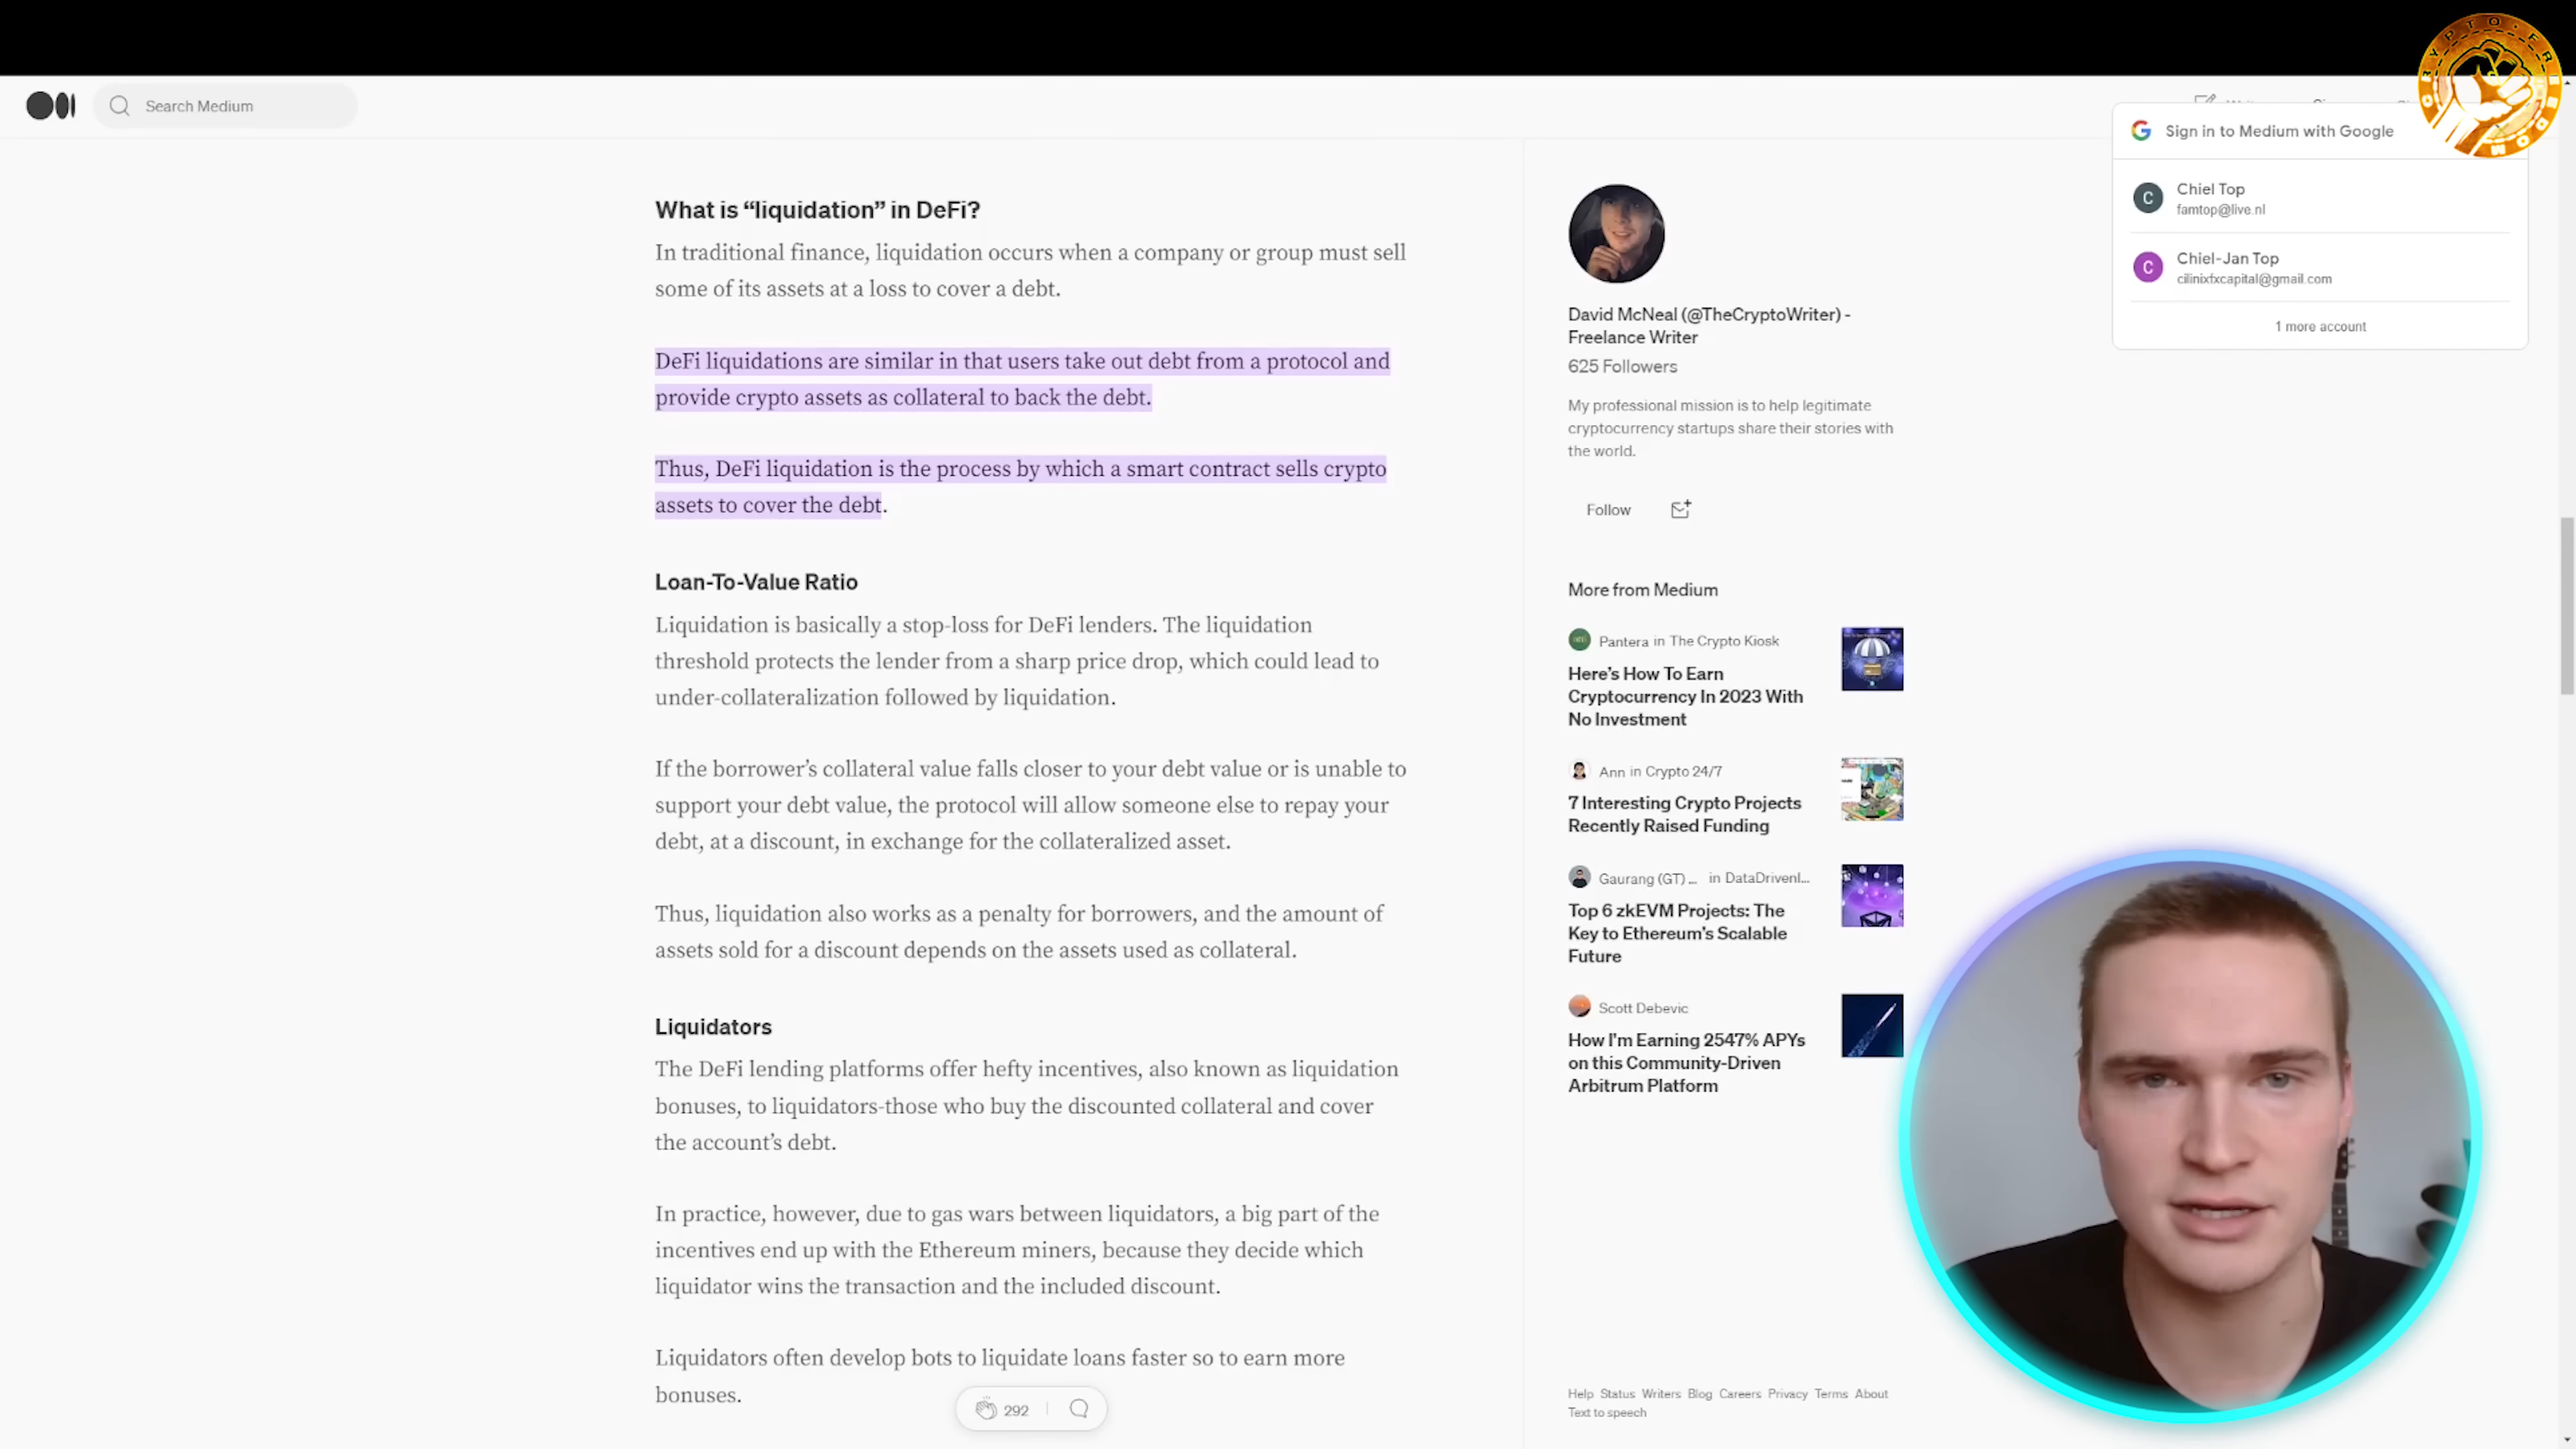 Search Medium
CRYPTO FREEDOM
Sign in to Medium with Google
Chiel Top
famtop@live.nl
Chiel-Jan Top
cilinixfxcapital@gmail.com
1 more account
What is “liquidation” in DeFi?
In traditional finance, liquidation occurs when a company or group must sell
some of its assets at a loss to cover a debt.
DeFi liquidations are similar in that users take out debt from a protocol and
provide crypto assets as collateral to back the debt.
Thus, DeFi liquidation is the process by which a smart contract sells crypto
assets to cover the debt.
Loan-To-Value Ratio
Liquidation is basically a stop-loss for DeFi lenders. The liquidation
threshold protects the lender from a sharp price drop, which could lead to
under-collateralization followed by liquidation.
If the borrower’s collateral value falls closer to your debt value or is unable to
support your debt value, the protocol will allow someone else to repay your
debt, at a discount, in exchange for the collateralized asset.
Thus, liquidation also works as a penalty for borrowers, and the amount of
assets sold for a discount depends on the assets used as collateral.
Liquidators
The DeFi lending platforms offer hefty incentives, also known as liquidation
bonuses, to liquidators-those who buy the discounted collateral and cover
the account’s debt.
In practice, however, due to gas wars between liquidators, a big part of the
incentives end up with the Ethereum miners, because they decide which
liquidator wins the transaction and the included discount.
Liquidators often develop bots to liquidate loans faster so to earn more
bonuses.
292
David McNeal (@TheCryptoWriter) -
Freelance Writer
625 Followers
My professional mission is to help legitimate
cryptocurrency startups share their stories with
the world.
Follow
More from Medium
Pantera in The Crypto Kiosk
Here’s How To Earn
Cryptocurrency In 2023 With
No Investment
Ann in Crypto 24/7
7 Interesting Crypto Projects
Recently Raised Funding
Gaurang (GT) ... in DataDrivenI...
Top 6 zkEVM Projects: The
Key to Ethereum’s Scalable
Future
Scott Debevic
How I’m Earning 2547% APYs
on this Community-Driven
Arbitrum Platform
Help Status Writers Blog Careers Privacy Terms About
Text to speech